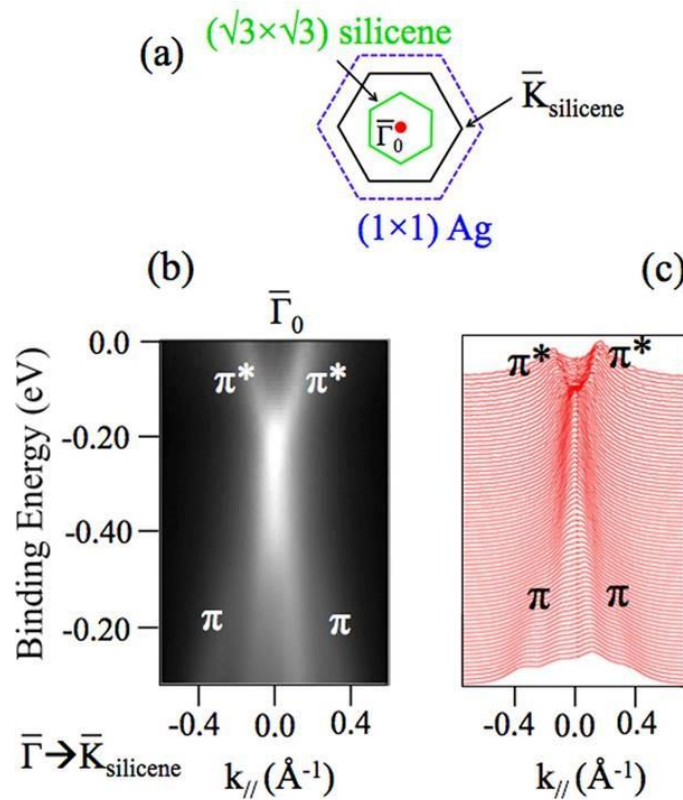 (√3×√3) silicene
(a)
K̅silicene
Γ̅0
(1×1) Ag
(b)
(c)
Γ̅0
0.0
-0.20
-0.40
-0.20
Binding Energy (eV)
π* π*
π π
π* π*
π π
-0.4 0.0 0.4
-0.4 0.0 0.4
Γ̅→K̅silicene
k// (Å-1)
k// (Å-1)